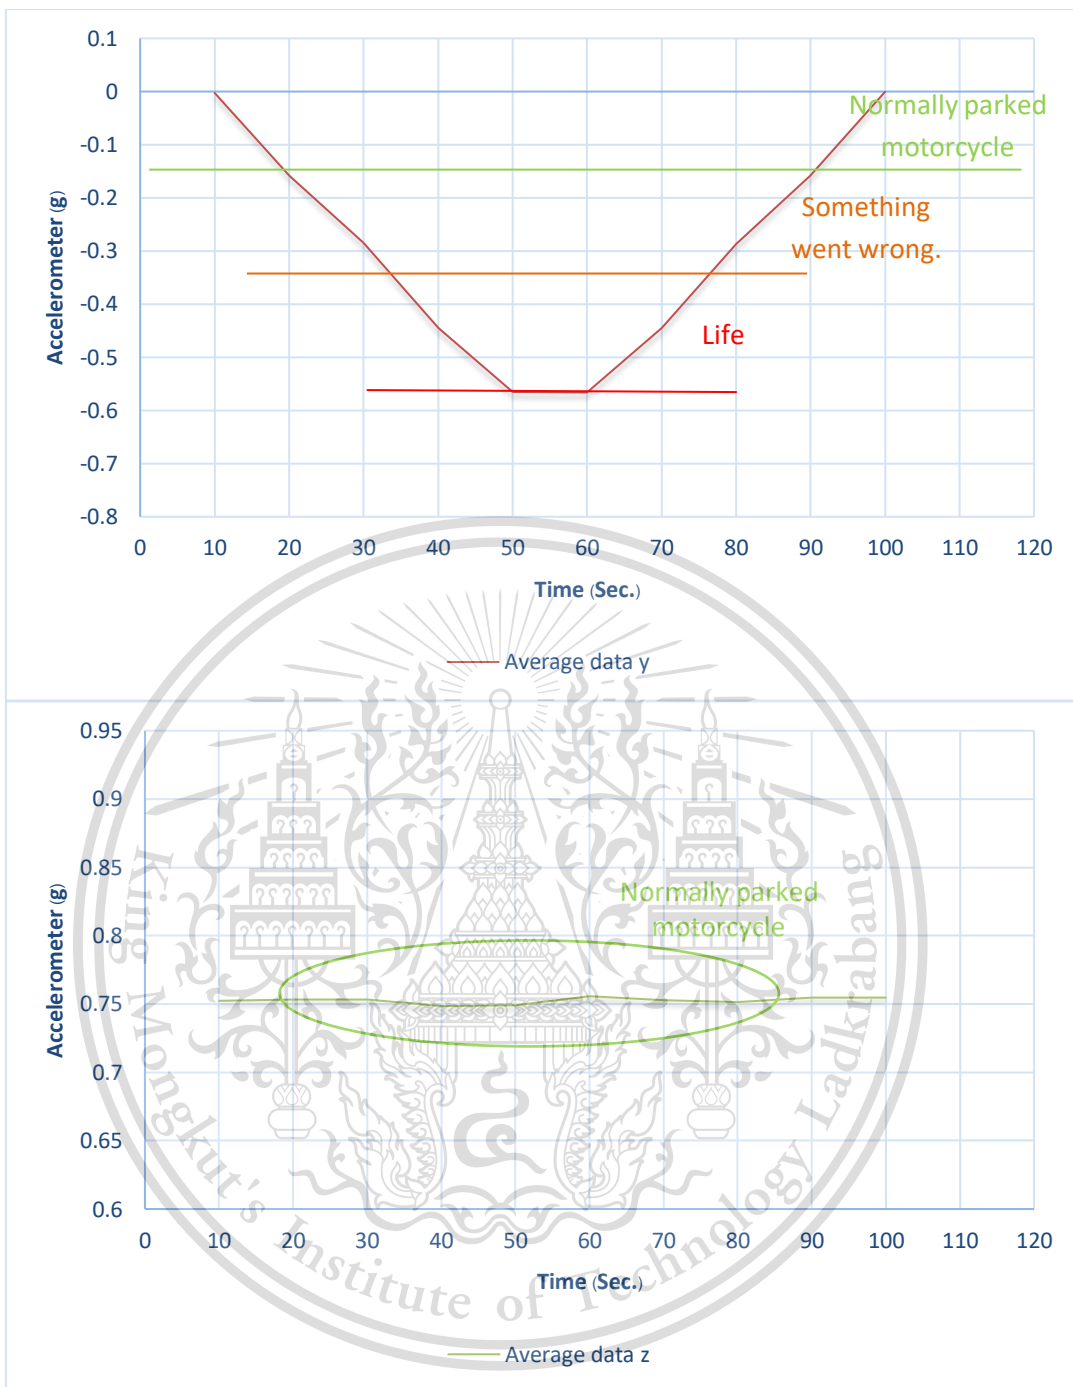 0.1
0
-0.1
-0.2
-0.3
-0.4
-0.5
-0.6
-0.7
-0.8
Accelerometer (g)
Normally parked
motorcycle
Something
went wrong.
Life
0 10 20 30 40 50 60 70 80 90 100 110 120
Time (Sec.)
Average data y
0.95
0.9
0.85
0.8
0.75
0.7
0.65
0.6
Accelerometer (g)
Normally parked
motorcycle
0 10 20 30 40 50 60 70 80 90 100 110 120
Time (Sec.)
Average data z
King Mongkut's Institute of Technology Ladkrabang